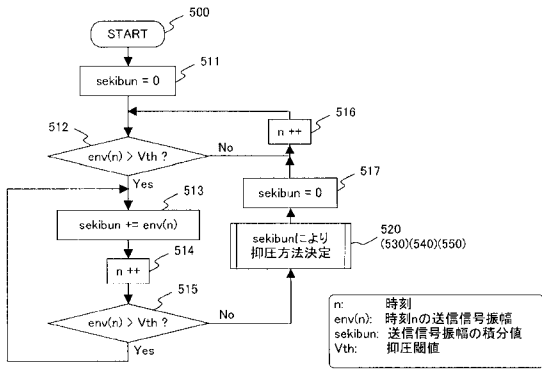 START
500
sekibun = 0
511
512
env(n) > Vth ?
No
Yes
n ++
516
sekibun = 0
517
513
sekibun += env(n)
514
n ++
sekibunにより
抑圧方法決定
520
(530)(540)(550)
515
env(n) > Vth ?
No
Yes
n: 時刻
env(n): 時刻nの送信信号振幅
sekibun: 送信信号振幅の積分値
Vth: 抑圧閾値